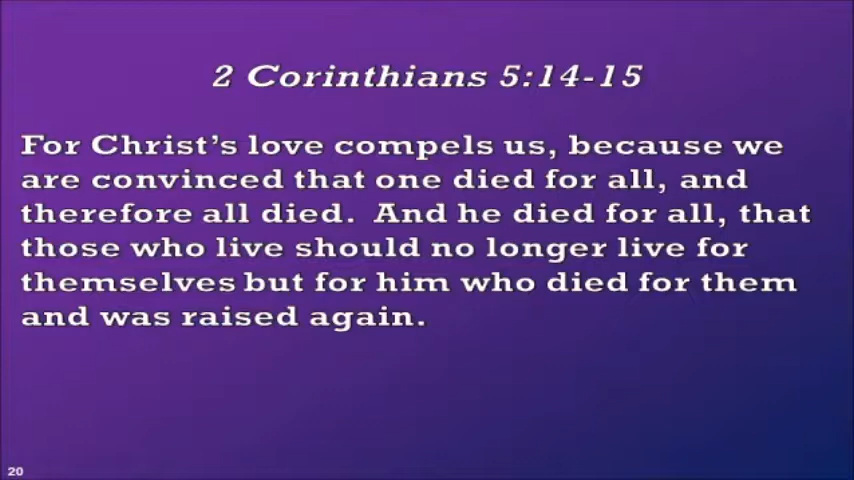 2 Corinthians 5:14-15
For Christ’s love compels us, because we
are convinced that one died for all, and
therefore all died.  And he died for all, that
those who live should no longer live for
themselves but for him who died for them
and was raised again.
20